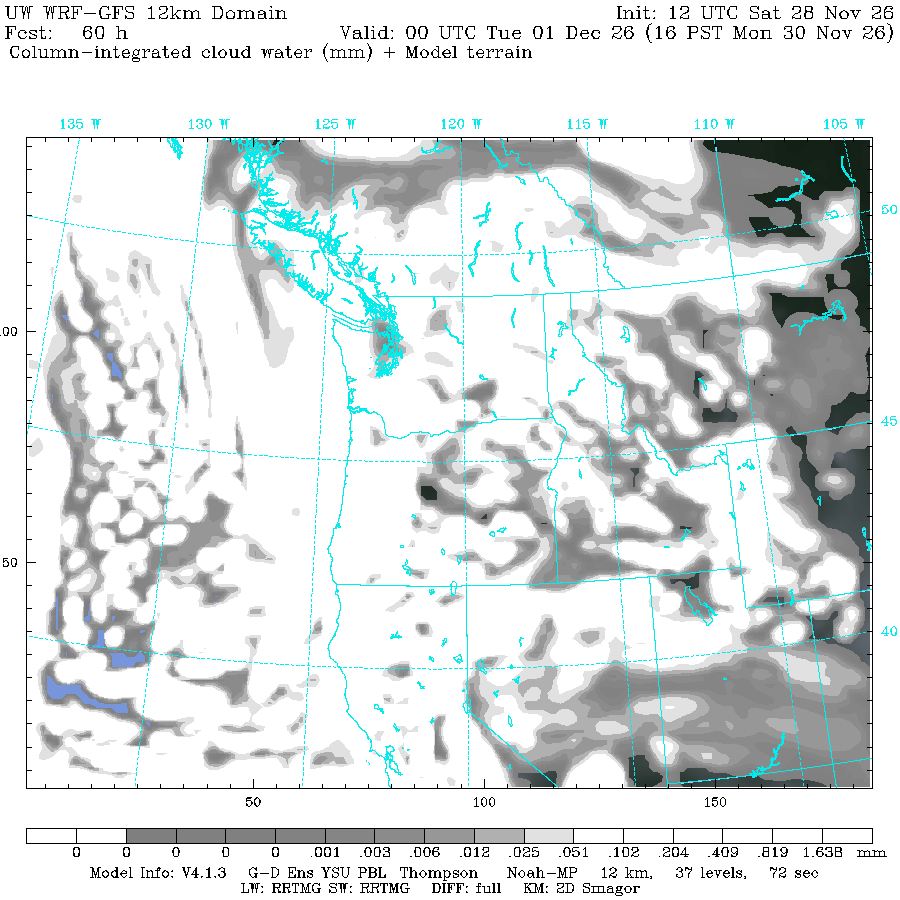 UW WRF-GFS 12km Domain Init: 12 UTC Sat 28 Nov 26
Fcst: 60 h Valid: 00 UTC Tue 01 Dec 26 (16 PST Mon 30 Nov 26)
Column-integrated cloud water (mm) + Model terrain
135 W 130 W 125 W 120 W 115 W 110 W 105 W
50
00
45
50
40
50 100 150
0 0 0 0 .001 .003 .006 .012 .025 .051 .102 .204 .409 .819 1.638 mm
Model Info: V4.1.3 G-D Ens YSU PBL Thompson Noah-MP 12 km, 37 levels, 72 sec
LW: RRTMG SW: RRTMG DIFF: full KM: 2D Smagor